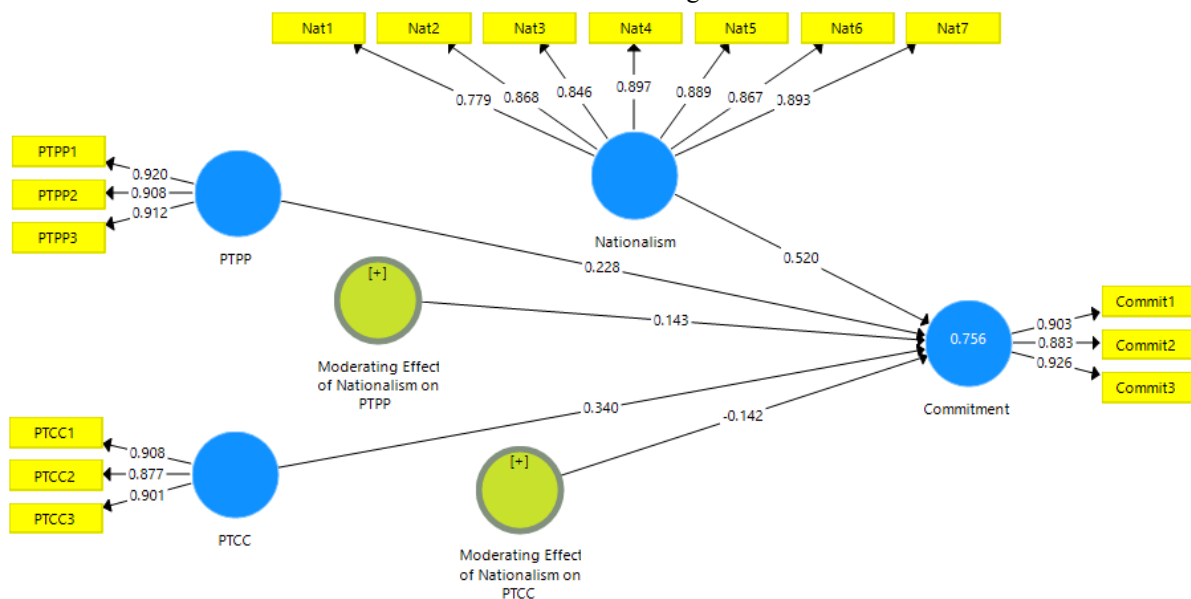 Nat1 Nat2 Nat3 Nat4 Nat5 Nat6 Nat7
0.779 0.868 0.846 0.897 0.889 0.867 0.893
Nationalism
PTPP1
PTPP2
PTPP3
0.920
0.908
0.912
PTPP
0.228
0.520
[+]
0.143
Moderating Effect
of Nationalism on
PTPP
0.756
Commitment
0.903
0.883
0.926
Commit1
Commit2
Commit3
PTCC1
PTCC2
PTCC3
0.908
0.877
0.901
PTCC
0.340
-0.142
[+]
Moderating Effect
of Nationalism on
PTCC